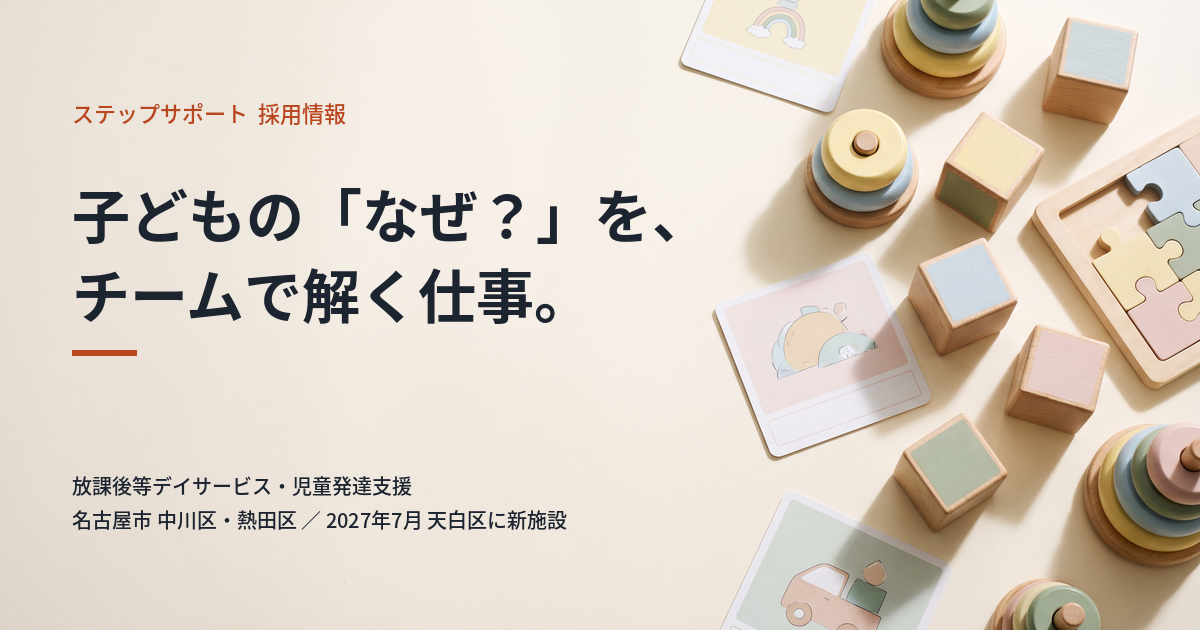 ステップサポート 採用情報
子どもの「なぜ？」を、
チームで解く仕事。
放課後等デイサービス・児童発達支援
名古屋市 中川区・熱田区 ／ 2027年7月 天白区に新施設